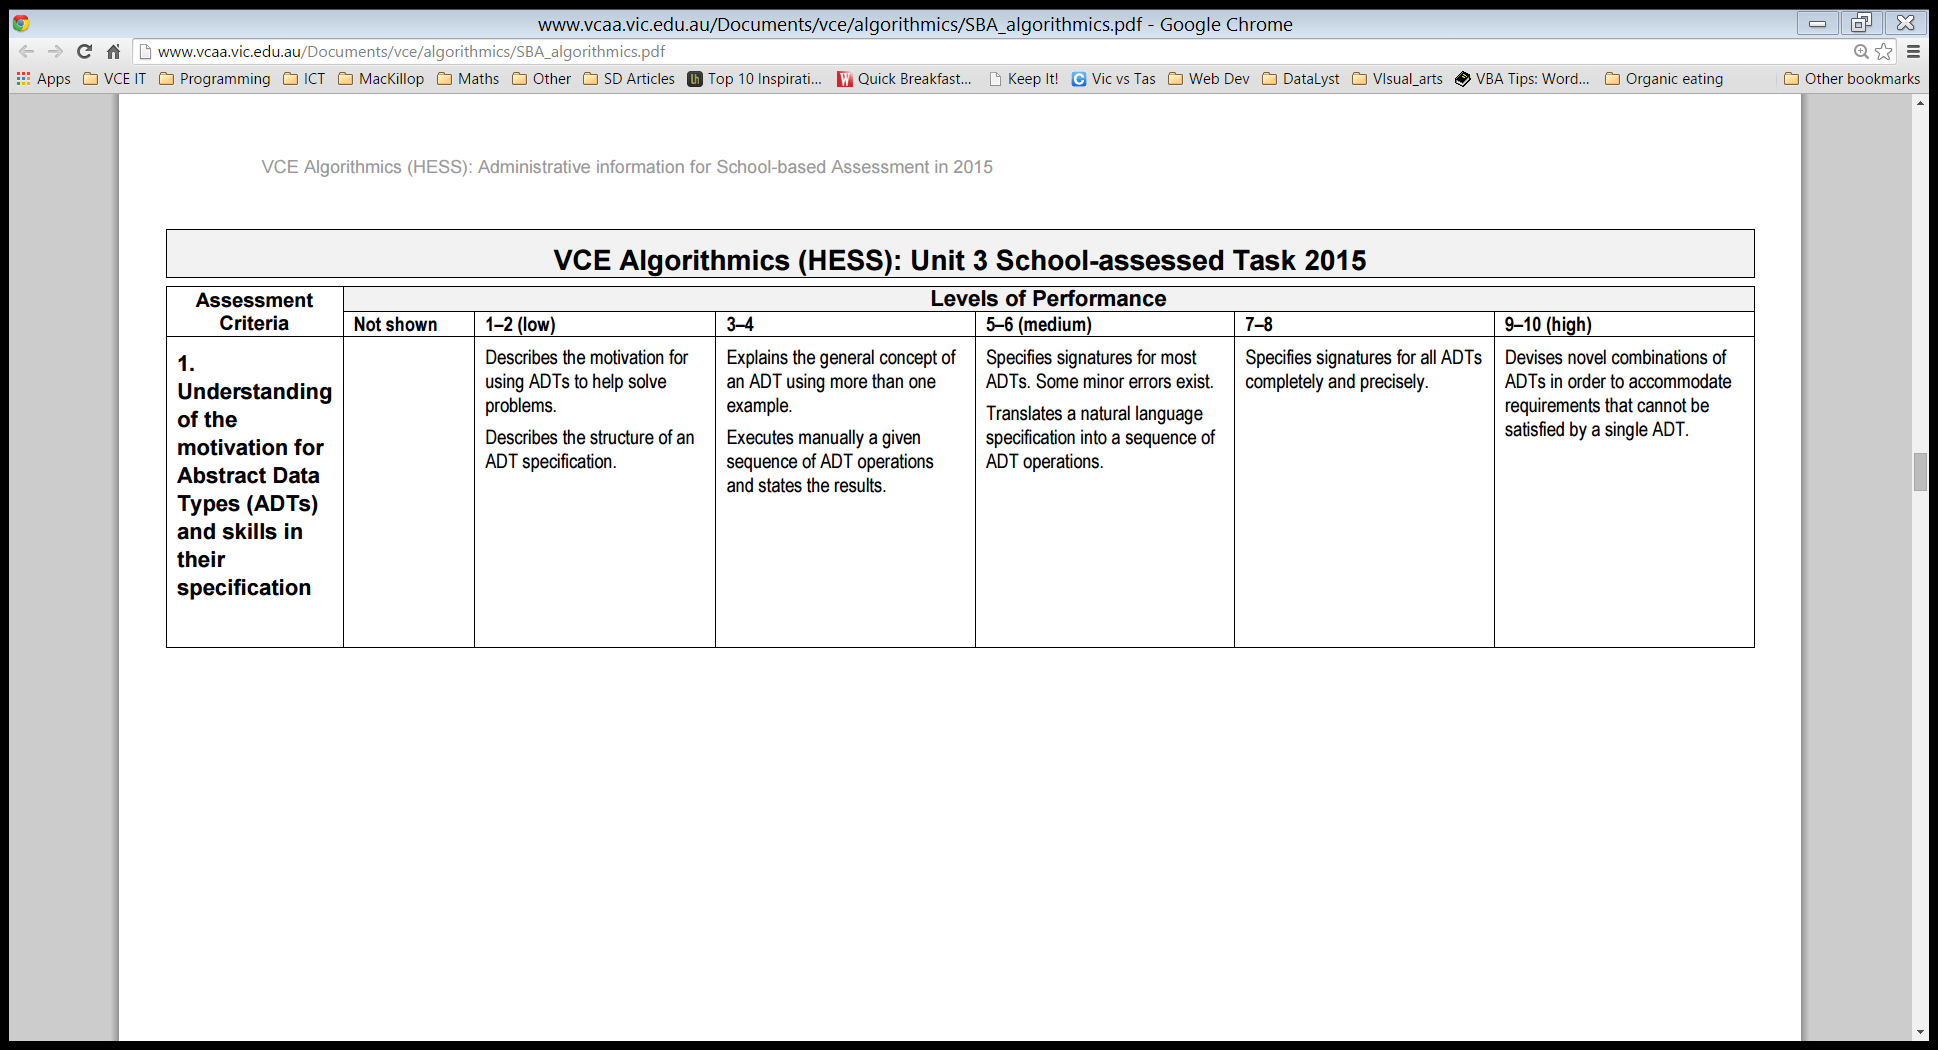 www.vcaa.vic.edu.au/Documents/vce/algorithmics/SBA_algorithmics.pdf - Google Chrome
www.vcaa.vic.edu.au/Documents/vce/algorithmics/SBA_algorithmics.pdf
Apps VCE IT Programming ICT MacKillop Maths Other SD Articles Top 10 Inspirati... Quick Breakfast... Keep It! Vic vs Tas Web Dev DataLyst VIsual_arts VBA Tips: Word... Organic eating Other bookmarks
VCE Algorithmics (HESS): Administrative information for School-based Assessment in 2015
VCE Algorithmics (HESS): Unit 3 School-assessed Task 2015
Assessment
Criteria
Levels of Performance
Not shown
1–2 (low)
3–4
5–6 (medium)
7–8
9–10 (high)
1.
Understanding
of the
motivation for
Abstract Data
Types (ADTs)
and skills in
their
specification
Describes the motivation for
using ADTs to help solve
problems.
Describes the structure of an
ADT specification.
Explains the general concept of
an ADT using more than one
example.
Executes manually a given
sequence of ADT operations
and states the results.
Specifies signatures for most
ADTs. Some minor errors exist.
Translates a natural language
specification into a sequence of
ADT operations.
Specifies signatures for all ADTs
completely and precisely.
Devises novel combinations of
ADTs in order to accommodate
requirements that cannot be
satisfied by a single ADT.